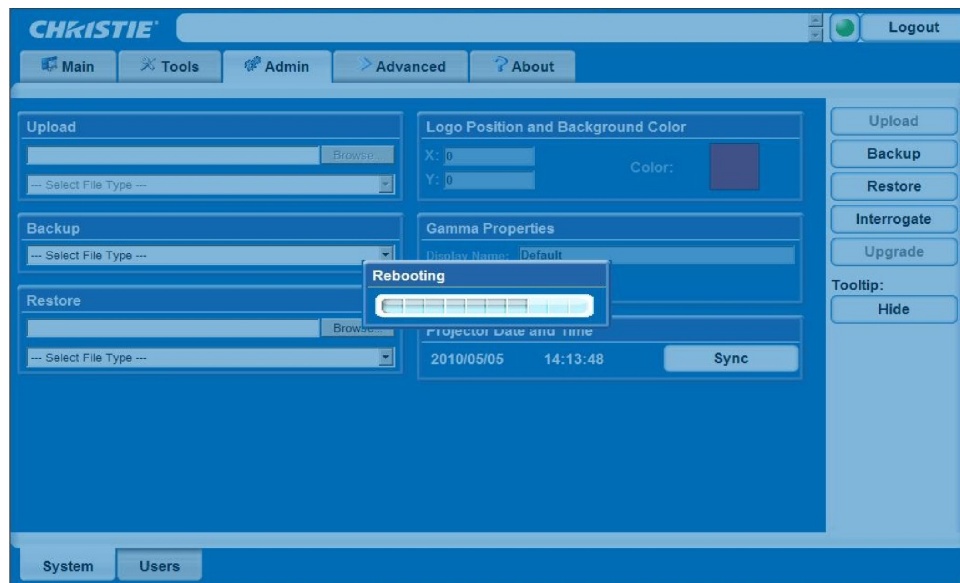 CHRISTIE
Logout
Main
Tools
Admin
Advanced
About
Upload
Browse...
--- Select File Type ---
Backup
--- Select File Type ---
Restore
Browse...
--- Select File Type ---
Logo Position and Background Color
X: 0
Y: 0
Color:
Gamma Properties
Display Name: Default
Rebooting
Projector Date and Time
2010/05/05 14:13:48
Sync
Upload
Backup
Restore
Interrogate
Upgrade
Tooltip:
Hide
System
Users